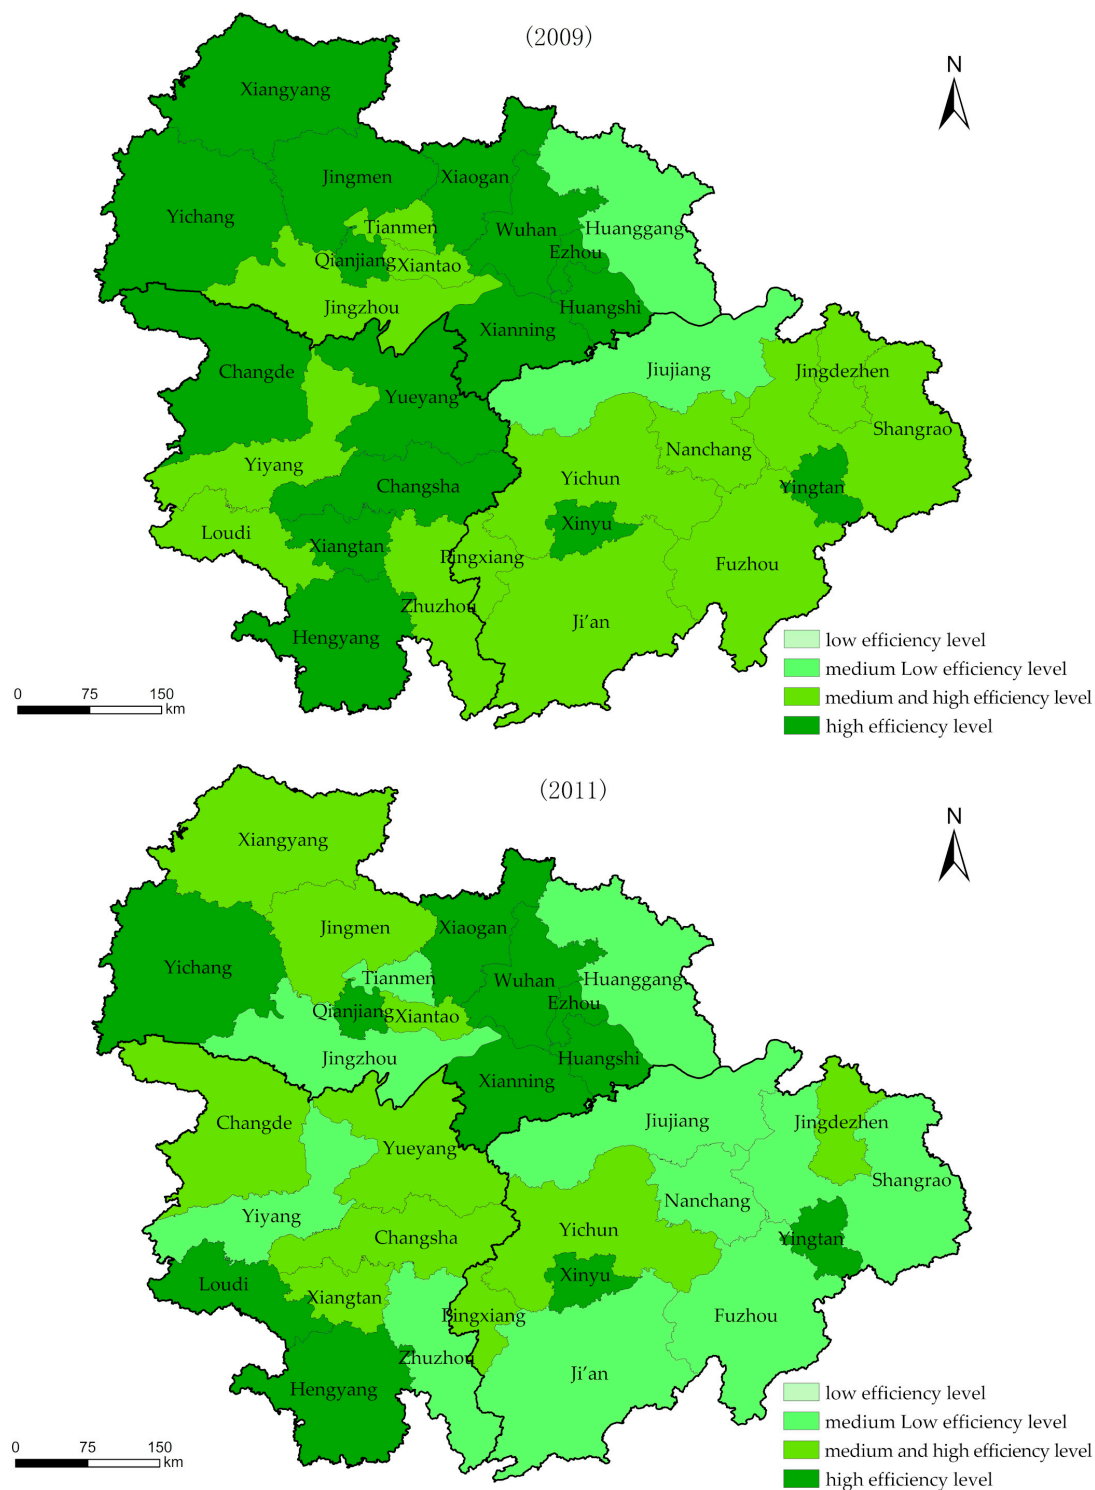 (2009)
N
Xiangyang
Jingmen
Xiaogan
Yichang
Tianmen
Wuhan
Huanggang
Ezhou
Qianjiang
Xiantao
Jingzhou
Huangshi
Xianning
Changde
Jiujiang
Jingdezhen
Yueyang
Shangrao
Nanchang
Yiyang
Yichun
Changsha
Yingtan
Xinyu
Loudi
Xiangtan
Pingxiang
Fuzhou
Zhuzhou
Ji'an
Hengyang
low efficiency level
medium Low efficiency level
medium and high efficiency level
high efficiency level
0 75 150
km
(2011)
N
Xiangyang
Jingmen
Xiaogan
Yichang
Tianmen
Wuhan
Huanggang
Ezhou
Qianjiang
Xiantao
Jingzhou
Huangshi
Xianning
Changde
Jiujiang
Jingdezhen
Yueyang
Shangrao
Nanchang
Yiyang
Yichun
Changsha
Yingtan
Xinyu
Loudi
Xiangtan
Pingxiang
Fuzhou
Zhuzhou
Ji'an
Hengyang
low efficiency level
medium Low efficiency level
medium and high efficiency level
high efficiency level
0 75 150
km